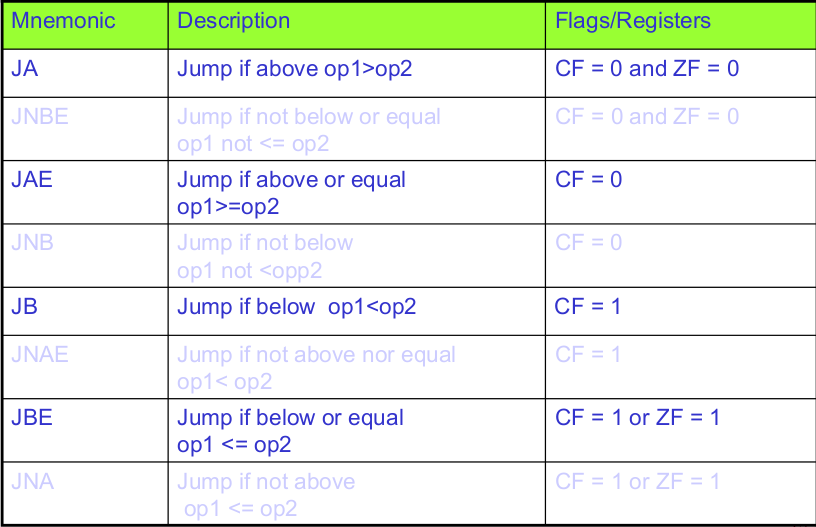 Mnemonic Description Flags/Registers
JA Jump if above op1>op2 CF = 0 and ZF = 0
JNBE Jump if not below or equal CF = 0 and ZF = 0
op1 not <= op2
JAE Jump if above or equal CF = 0
op1>=op2
JNB Jump if not below CF = 0
op1 not <opp2
JB Jump if below op1<op2 CF = 1
JNAE Jump if not above nor equal CF = 1
op1< op2
JBE Jump if below or equal CF = 1 or ZF = 1
op1 <= op2
JNA Jump if not above CF = 1 or ZF = 1
op1 <= op2